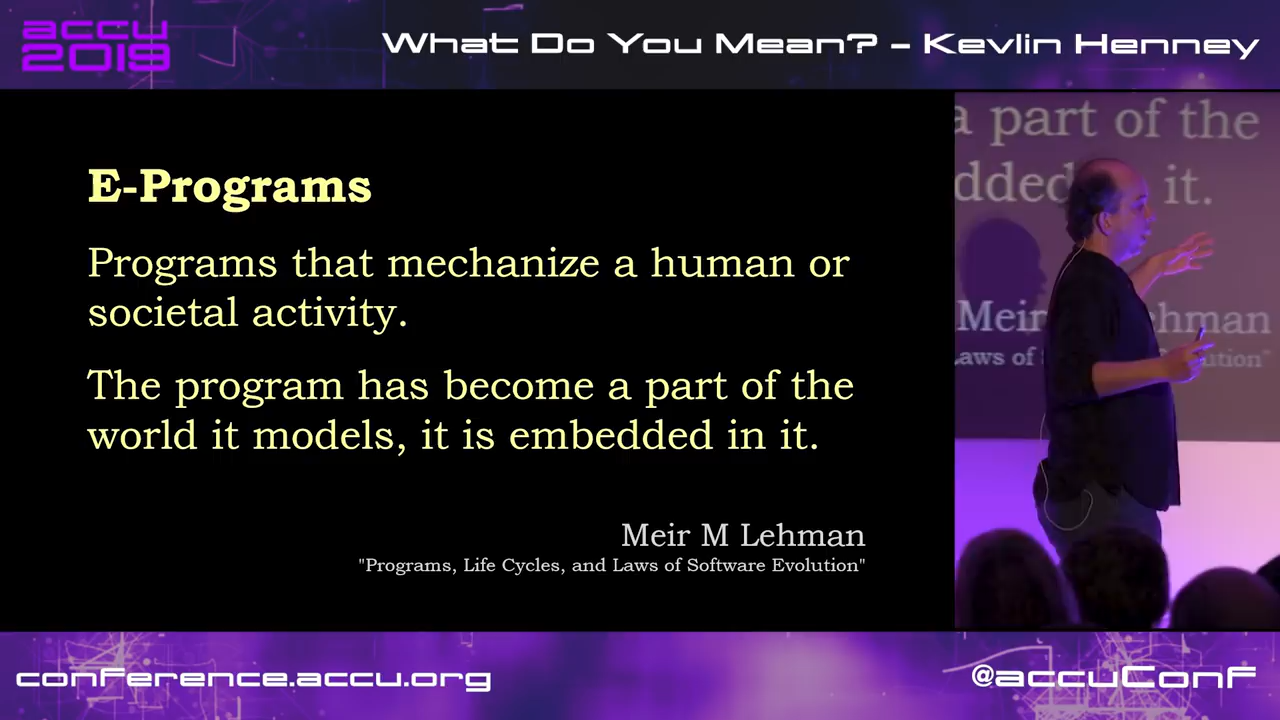 accu
2019
What Do You Mean? – Kevlin Henney
E-Programs
Programs that mechanize a human or
societal activity.
The program has become a part of the
world it models, it is embedded in it.
Meir M Lehman
"Programs, Life Cycles, and Laws of Software Evolution"
a part of the
dded it.
Meir hman
Laws of ution"
conference.accu.org
@accuConf